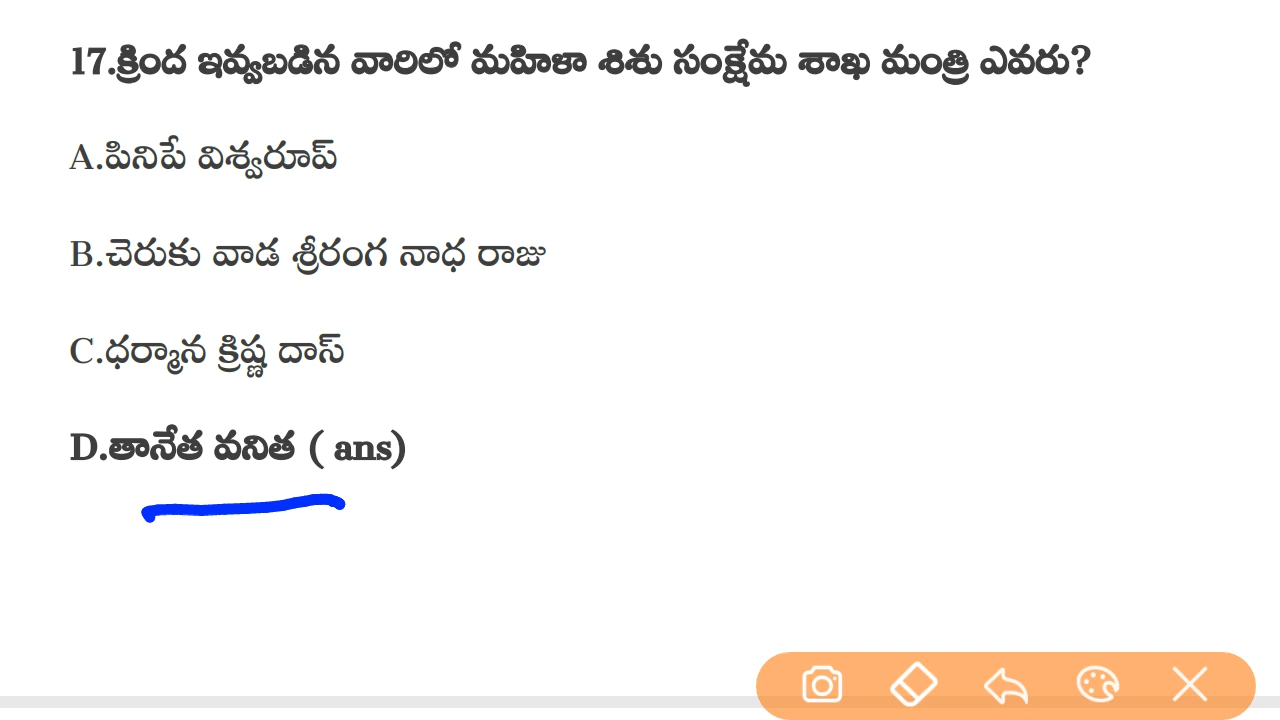 17.క్రింద ఇవ్వబడిన వారిలో మహిళా శిశు సంక్షేమ శాఖ మంత్రి ఎవరు?
A.పినిపే విశ్వరూప్
B.చెరుకు వాడ శ్రీరంగ నాధ రాజు
C.ధర్మాన క్రిష్ణ దాస్
D.తానేత వనిత ( ans)